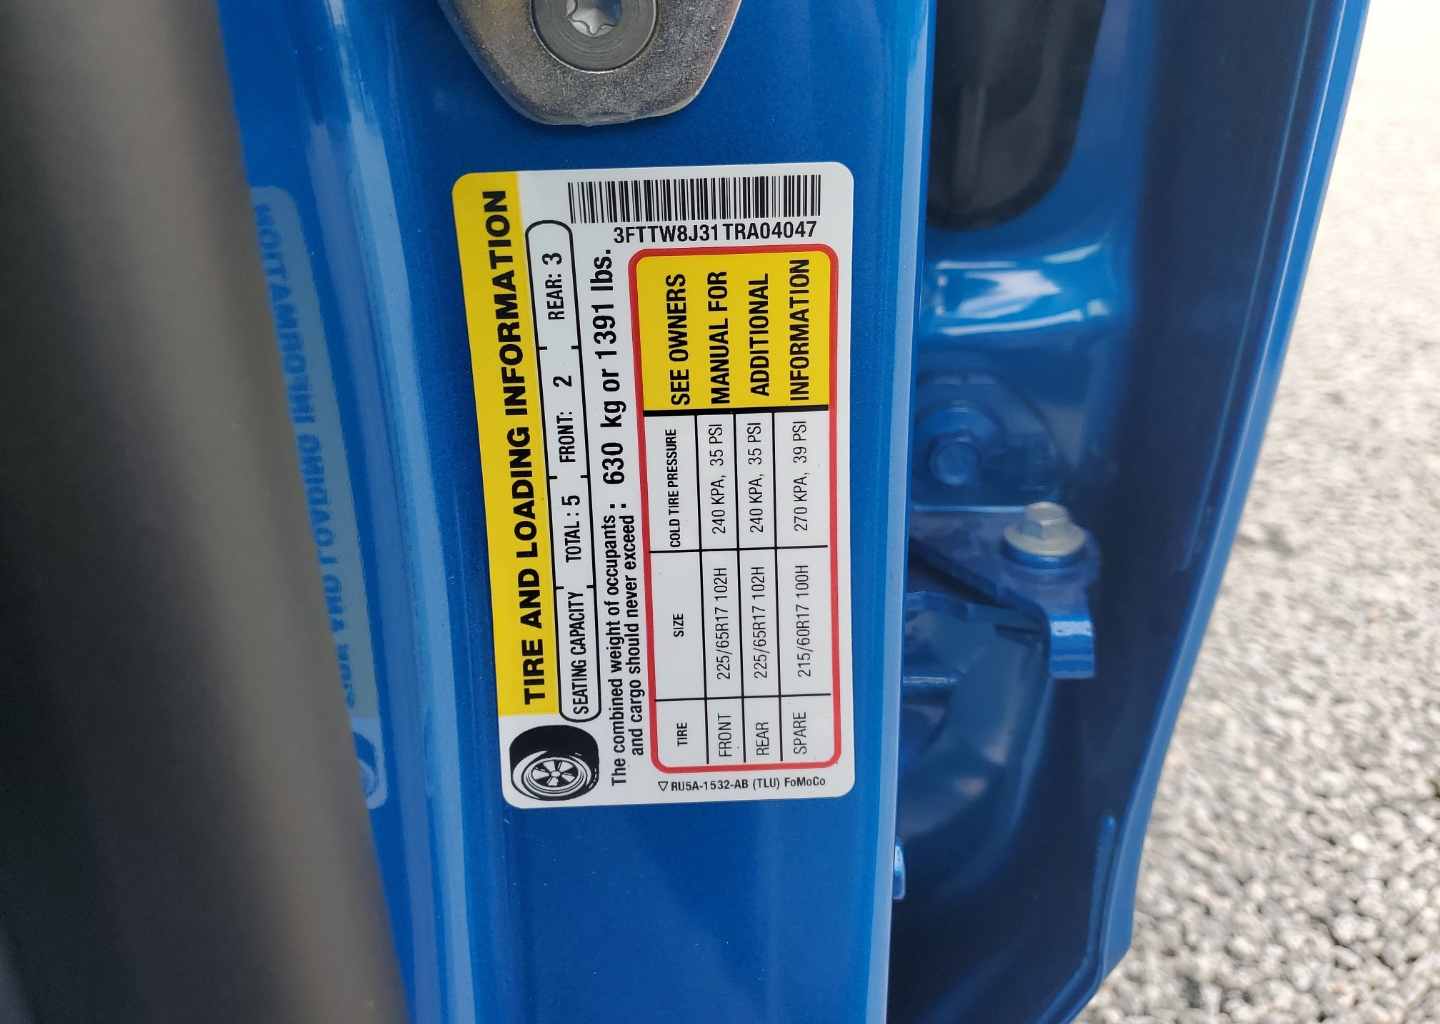 3FTTW8J31TRA04047
TIRE AND LOADING INFORMATION
SEATING CAPACITY TOTAL: 5 FRONT: 2 REAR: 3
The combined weight of occupants
and cargo should never exceed : 630 kg or 1391 lbs.
TIRE SIZE COLD TIRE PRESSURE
FRONT 225/65R17 102H 240 KPA, 35 PSI
REAR 225/65R17 102H 240 KPA, 35 PSI
SPARE 215/60R17 100H 270 KPA, 39 PSI
SEE OWNERS
MANUAL FOR
ADDITIONAL
INFORMATION
RU5A-1532-AB (TLU) FoMoCo